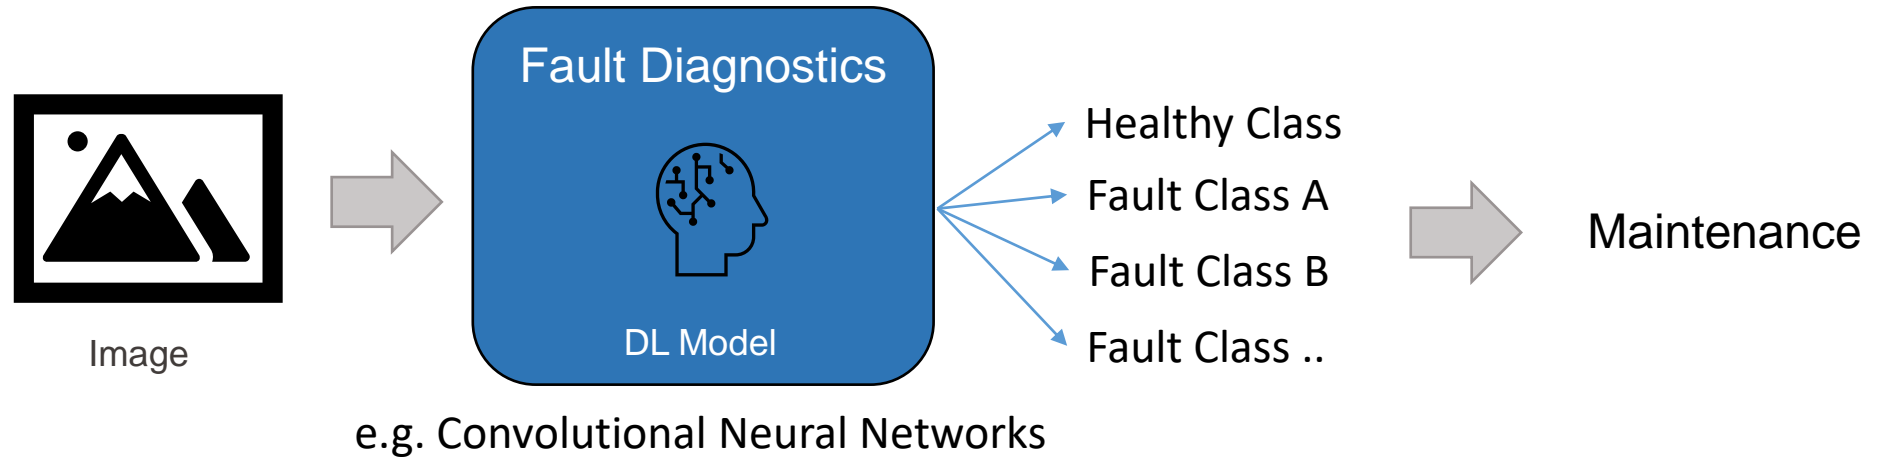 Fault Diagnostics
Image
DL Model
e.g. Convolutional Neural Networks
Healthy Class
Fault Class A
Fault Class B
Fault Class ..
Maintenance